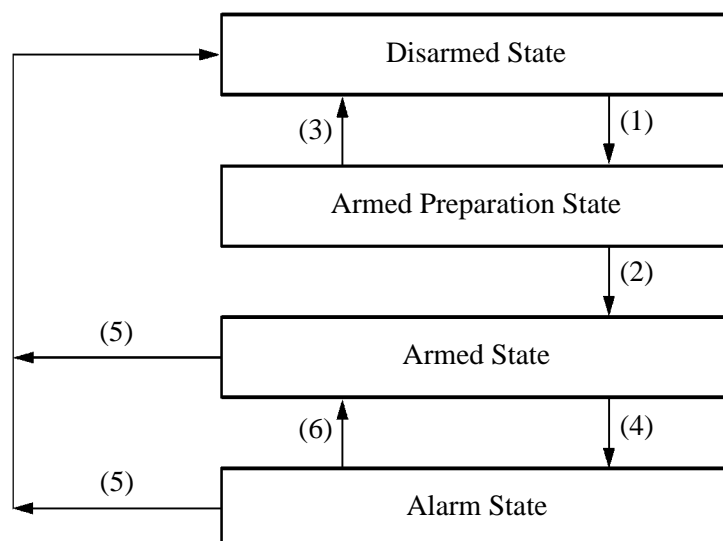 Disarmed State
(3)
(1)
Armed Preparation State
(2)
(5)
Armed State
(6)
(4)
(5)
Alarm State